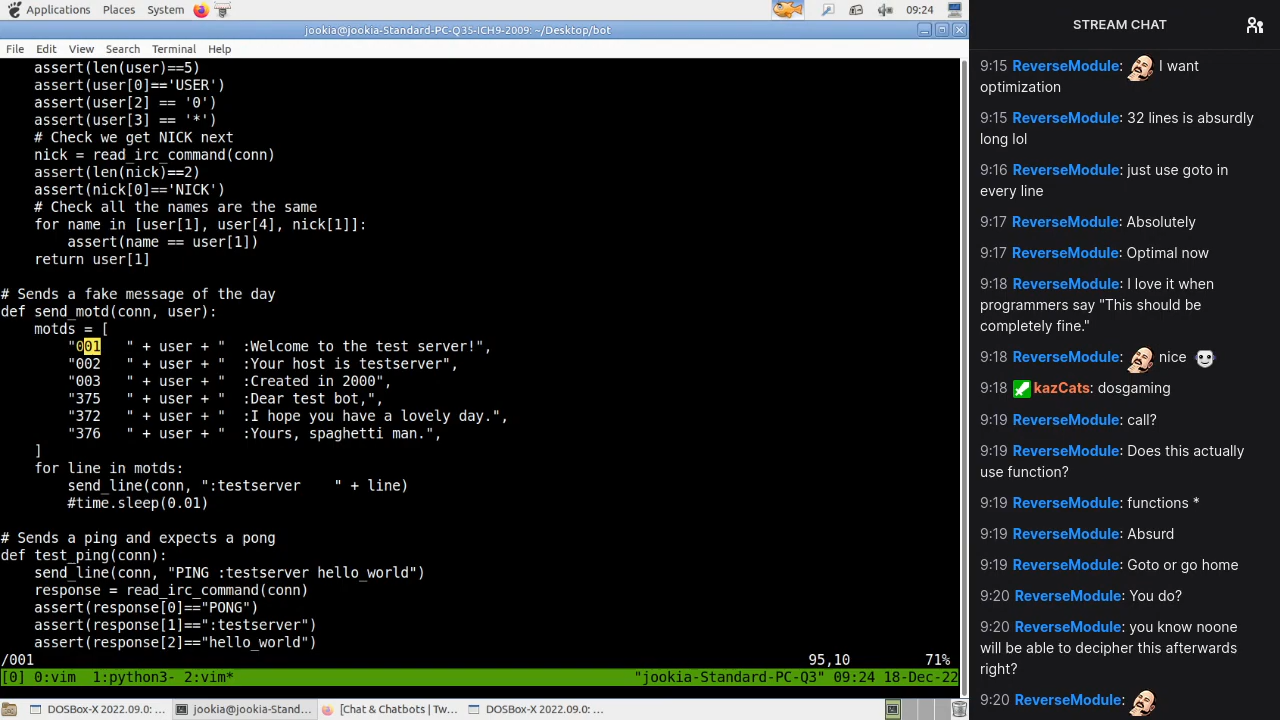 Applications Places System 09:24
jookia@jookia-Standard-PC-Q35-ICH9-2009: ~/Desktop/bot
File Edit View Search Terminal Help
    assert(len(user)==5)
    assert(user[0]=='USER')
    assert(user[2] == '0')
    assert(user[3] == '*')
    # Check we get NICK next
    nick = read_irc_command(conn)
    assert(len(nick)==2)
    assert(nick[0]=='NICK')
    # Check all the names are the same
    for name in [user[1], user[4], nick[1]]:
        assert(name == user[1])
    return user[1]
# Sends a fake message of the day
def send_motd(conn, user):
    motds = [
        "001   " + user + "  :Welcome to the test server!",
        "002   " + user + "  :Your host is testserver",
        "003   " + user + "  :Created in 2000",
        "375   " + user + "  :Dear test bot,",
        "372   " + user + "  :I hope you have a lovely day.",
        "376   " + user + "  :Yours, spaghetti man.",
    ]
    for line in motds:
        send_line(conn, ":testserver    " + line)
        #time.sleep(0.01)
# Sends a ping and expects a pong
def test_ping(conn):
    send_line(conn, "PING :testserver hello_world")
    response = read_irc_command(conn)
    assert(response[0]=="PONG")
    assert(response[1]==":testserver")
    assert(response[2]=="hello_world")
/001 95,10 71%
[0] 0:vim  1:python3- 2:vim* "jookia-Standard-PC-Q3" 09:24 18-Dec-22
DOSBox-X 2022.09.0: ... jookia@jookia-Stand... [Chat & Chatbots | Tw... DOSBox-X 2022.09.0: ...
STREAM CHAT
9:15 ReverseModule: I want
optimization
9:15 ReverseModule: 32 lines is absurdly
long lol
9:16 ReverseModule: just use goto in
every line
9:17 ReverseModule: Absolutely
9:17 ReverseModule: Optimal now
9:18 ReverseModule: I love it when
programmers say "This should be
completely fine."
9:18 ReverseModule: nice
9:18 kazCats: dosgaming
9:19 ReverseModule: call?
9:19 ReverseModule: Does this actually
use function?
9:19 ReverseModule: functions *
9:19 ReverseModule: Absurd
9:19 ReverseModule: Goto or go home
9:20 ReverseModule: You do?
9:20 ReverseModule: you know noone
will be able to decipher this afterwards
right?
9:20 ReverseModule: